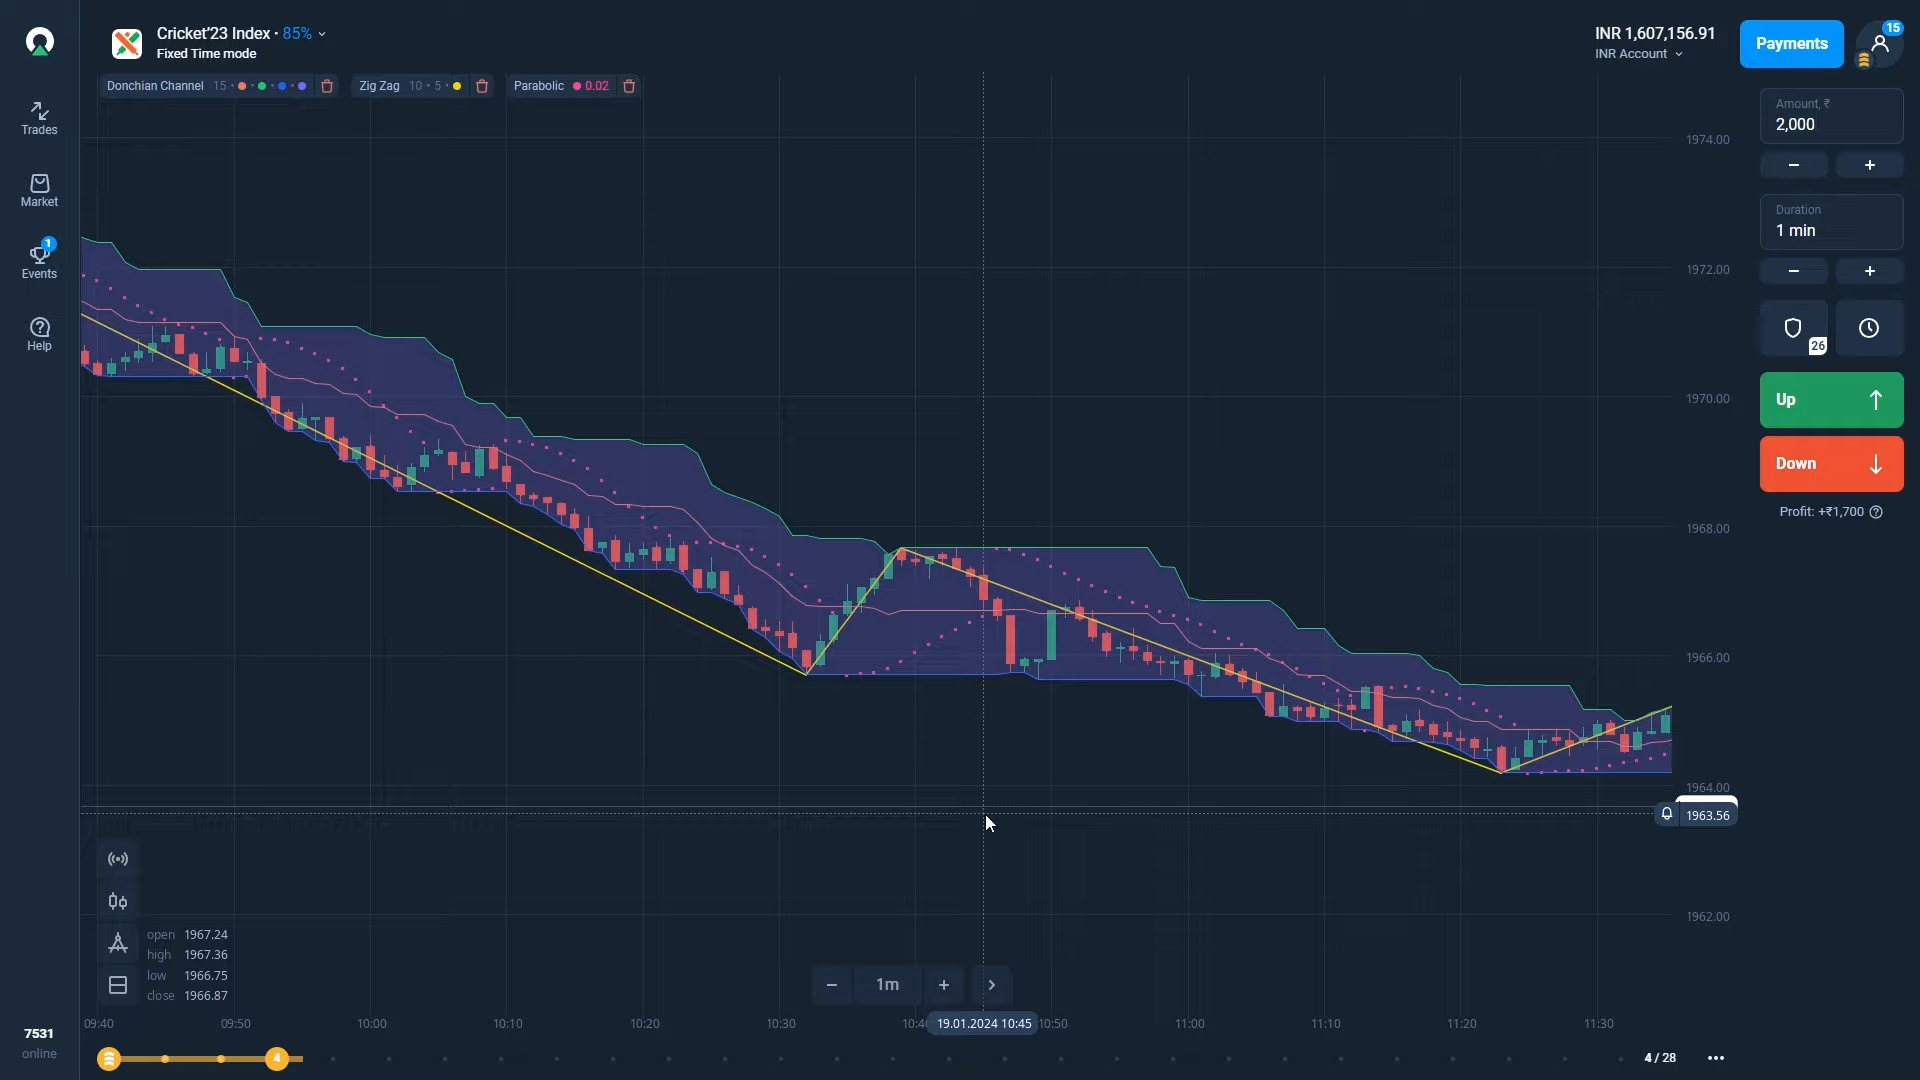 Cricket'23 Index • 85%
Fixed Time mode
INR 1,607,156.91
INR Account
Payments
15
Donchian Channel 15
Zig Zag 10 • 5
Parabolic 0.02
Trades
Market
1
Events
Help
7531
online
1974.00
1972.00
1970.00
1968.00
1966.00
1964.00
1963.56
1962.00
Amount, ₹
2,000
− +
Duration
1 min
− +
26
Up ↑
Down ↓
Profit: +₹1,700
open 1967.24
high 1967.36
low 1966.75
close 1966.87
− 1m + >
09:40 09:50 10:00 10:10 10:20 10:30 19.01.2024 10:45 10:50 11:00 11:10 11:20 11:30
4
4 / 28 •••